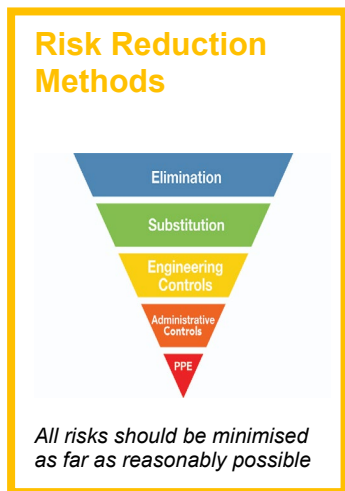 Risk Reduction
Methods
Elimination
Substitution
Engineering
Controls
Administrative
Controls
PPE
All risks should be minimised
as far as reasonably possible